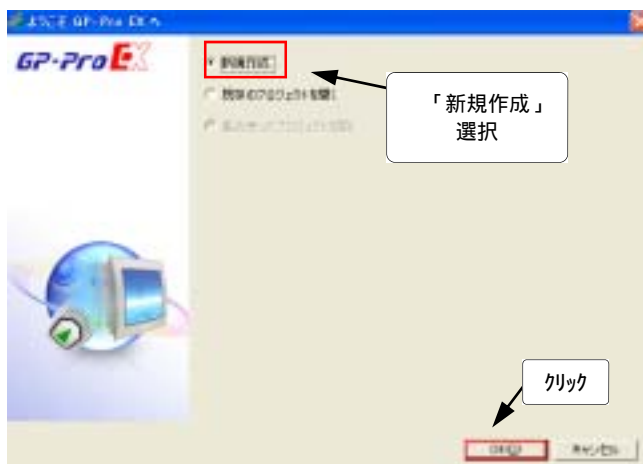 ようこそ GP-Pro EX へ
GP-Pro EX
新規作成
既存のプロジェクトを開く
「新規作成」
選択
ｸﾘｯｸ
OK(O)
キャンセル